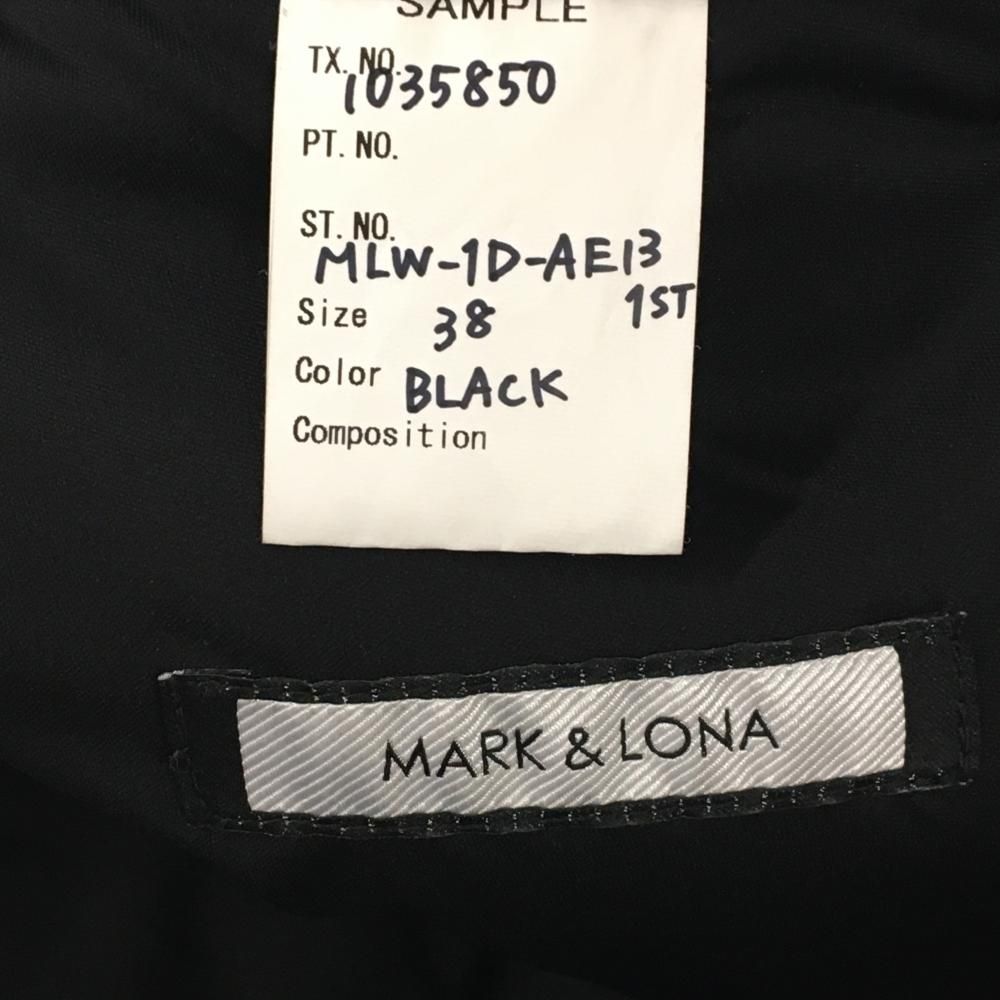 SAMPLE
TX. NO.
1035850
PT. NO.
ST. NO.
MLW-1D-AE13
Size 38 1ST
Color BLACK
Composition
MARK & LONA